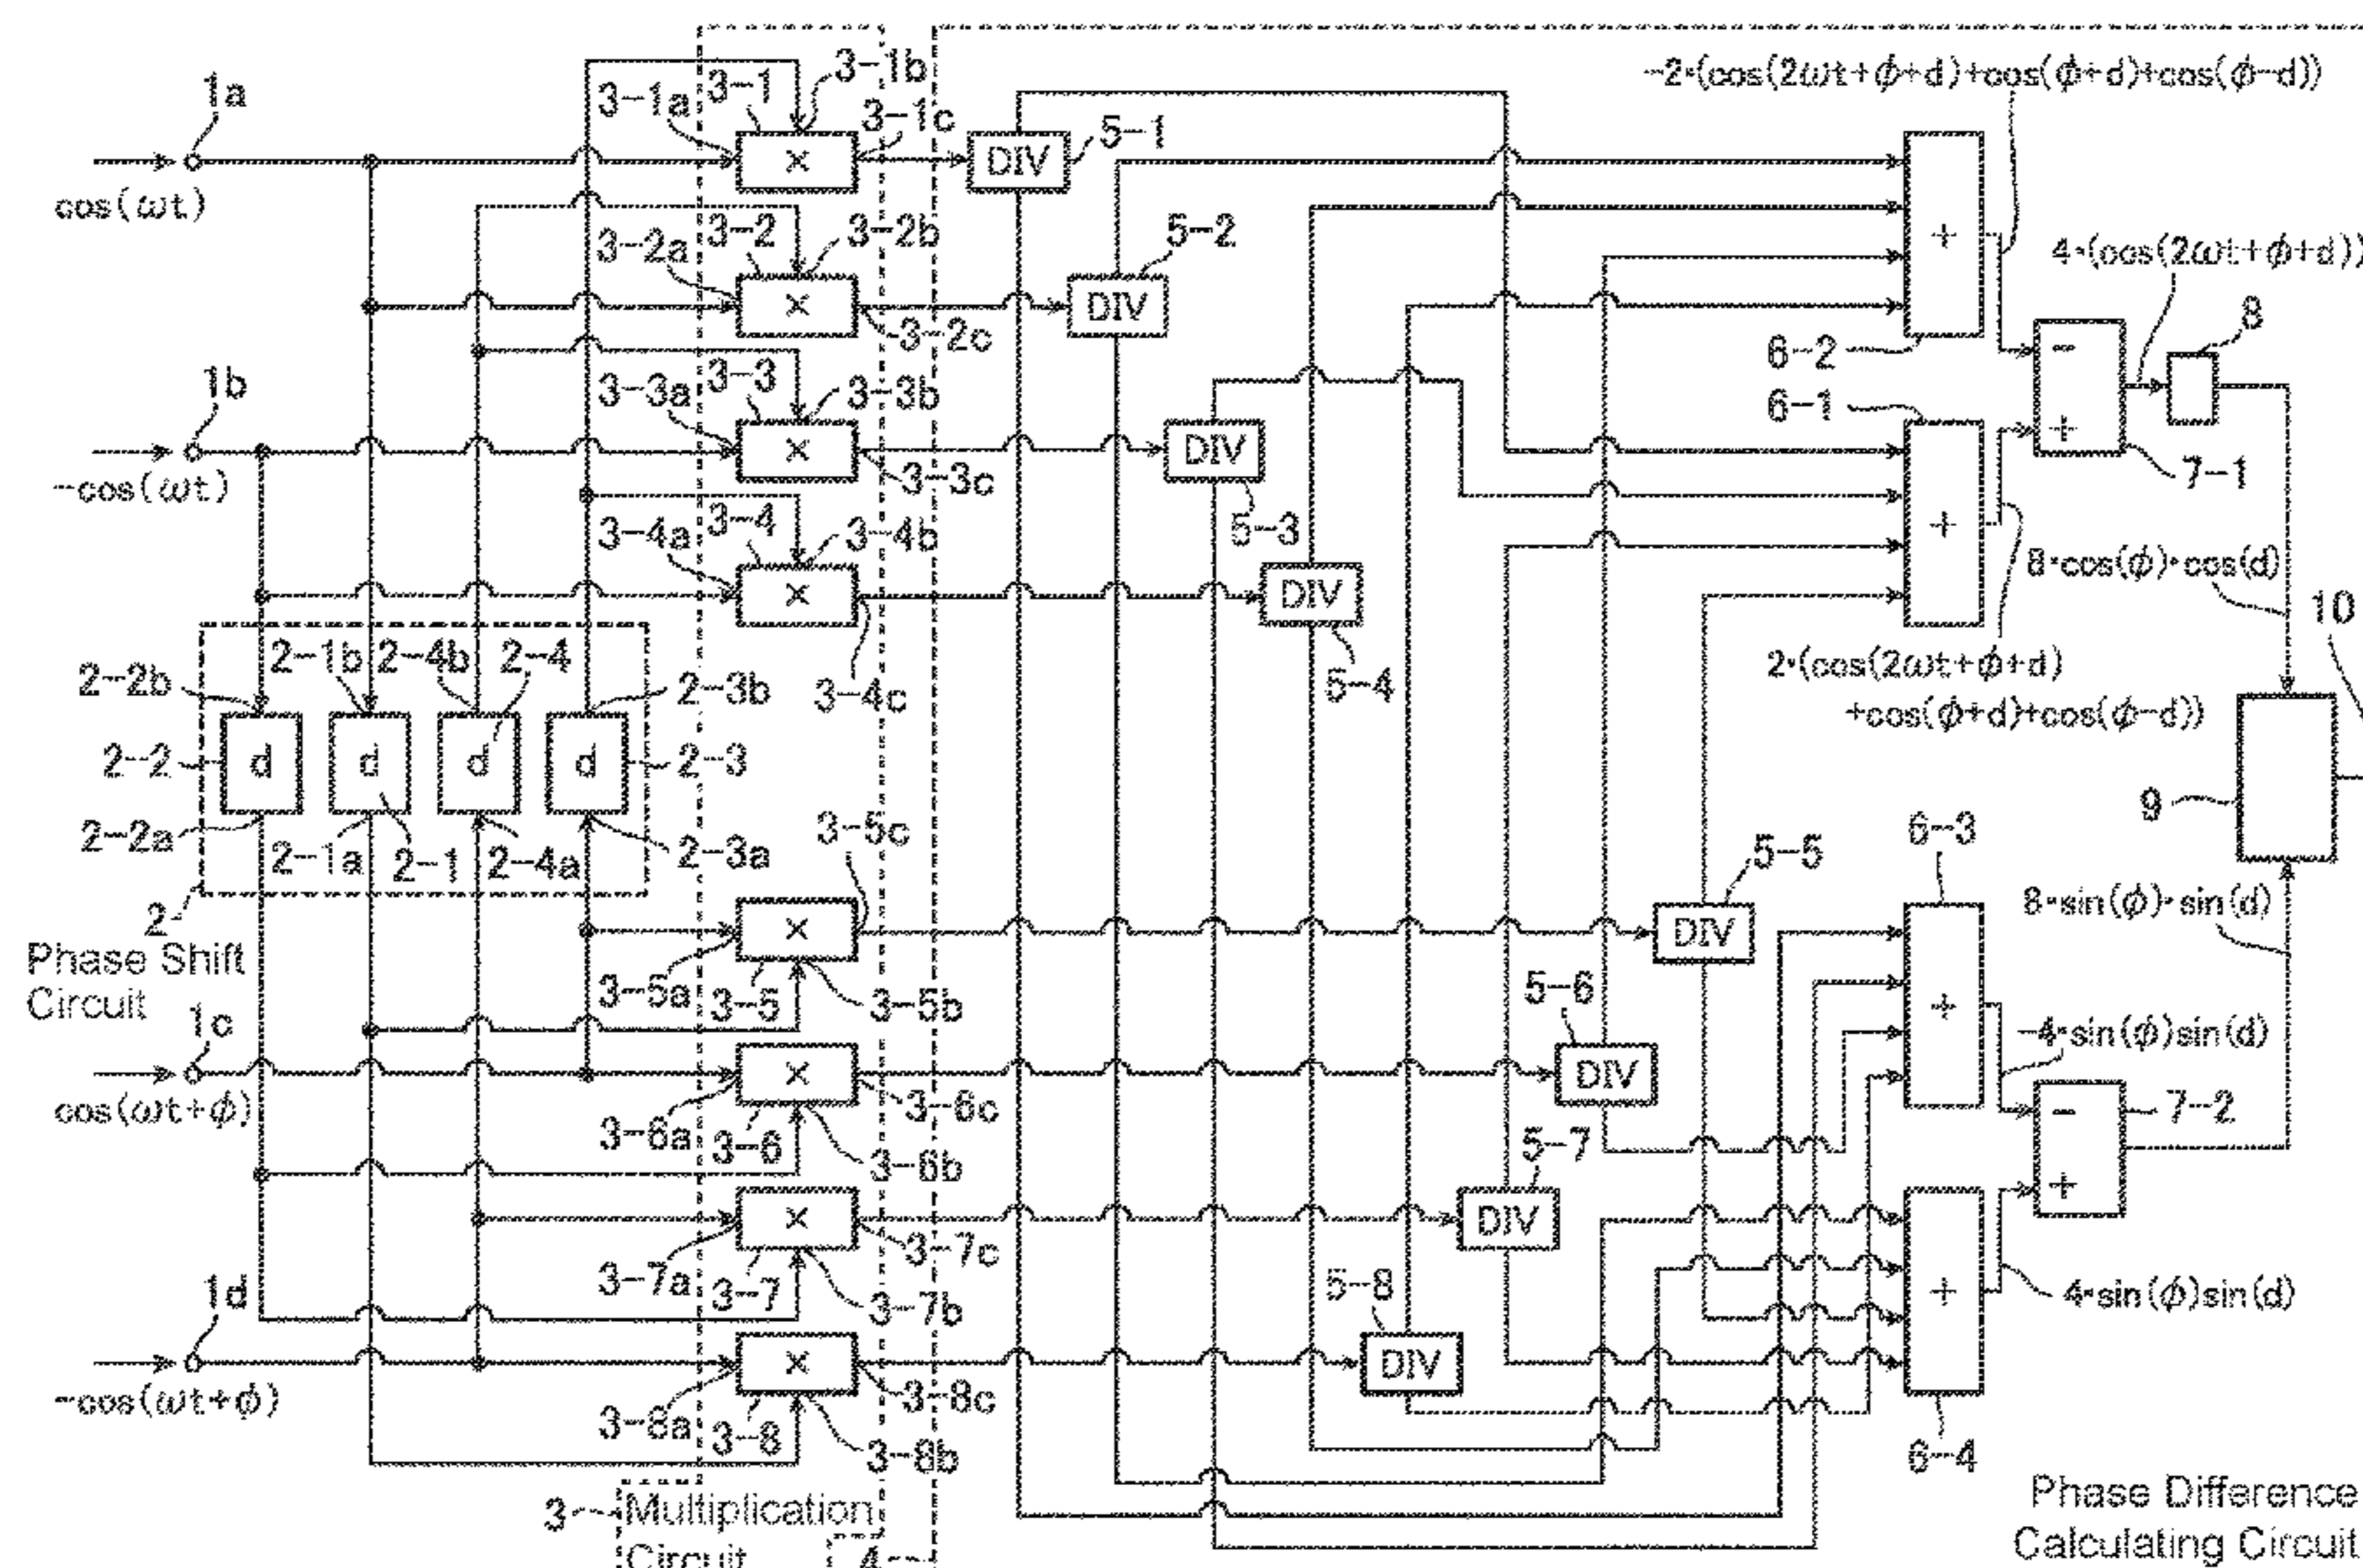 -2·(cos(2ωt+ϕ+d)+cos(ϕ+d)+cos(ϕ-d))
1a
3-1a
3-1
3-1b
3-1c
DIV
5-1
×
cos(ωt)
+
3-2a
3-2
3-2b
5-2
4·(cos(2ωt+ϕ+d))
×
DIV
3-2c
8
6-2
-
1b
3-3a
3-3
3-3b
6-1
+
×
DIV
-cos(ωt)
3-3c
7-1
3-4a
3-4
3-4b
5-3
+
×
DIV
8·cos(ϕ)·cos(d)
10
2-2b
2-1b
2-4b
2-4
2-3b
3-4c
5-4
2·(cos(2ωt+ϕ+d)
+cos(ϕ+d)+cos(ϕ-d))
2-2
d
d
d
d
2-3
9
2-2a
2-1a
2-1
2-4a
2-3a
3-5c
5-5
6-3
2
8·sin(ϕ)·sin(d)
×
DIV
Phase Shift
Circuit
3-5a
3-5
3-5b
5-6
+
1c
-4·sin(ϕ)sin(d)
×
DIV
cos(ωt+ϕ)
3-6c
-
7-2
3-6a
3-6
3-6b
5-7
+
×
DIV
3-7c
3-7a
3-7
3-7b
5-8
+
4·sin(ϕ)sin(d)
1d
×
DIV
-cos(ωt+ϕ)
3-8c
3-8a
3-8
3-8b
6-4
3
Multiplication
Circuit
4
Phase Difference
Calculating Circuit